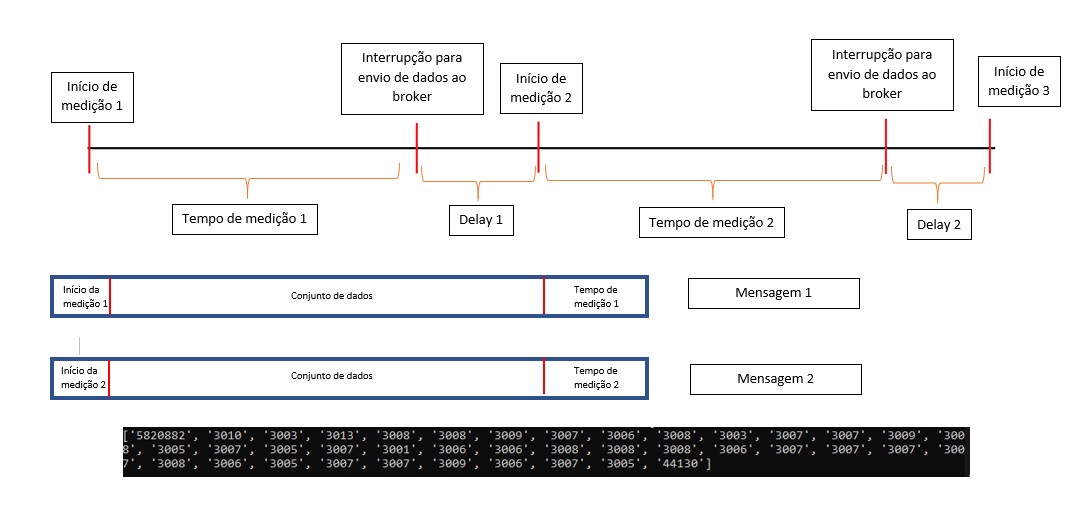 Início de
medição 1
Interrupção para
envio de dados ao
broker
Início de
medição 2
Interrupção para
envio de dados ao
broker
Início de
medição 3
Tempo de medição 1
Delay 1
Tempo de medição 2
Delay 2
Início da
medição 1
Conjunto de dados
Tempo de
medição 1
Mensagem 1
Início da
medição 2
Conjunto de dados
Tempo de
medição 2
Mensagem 2
['5820882', '3010', '3003', '3013', '3008', '3008', '3009', '3007', '3006', '3008', '3003', '3007', '3007', '3009', '300
8', '3005', '3007', '3005', '3007', '3001', '3006', '3006', '3008', '3008', '3008', '3006', '3007', '3007', '3007', '300
7', '3008', '3006', '3005', '3007', '3007', '3009', '3006', '3007', '3005', '44130']